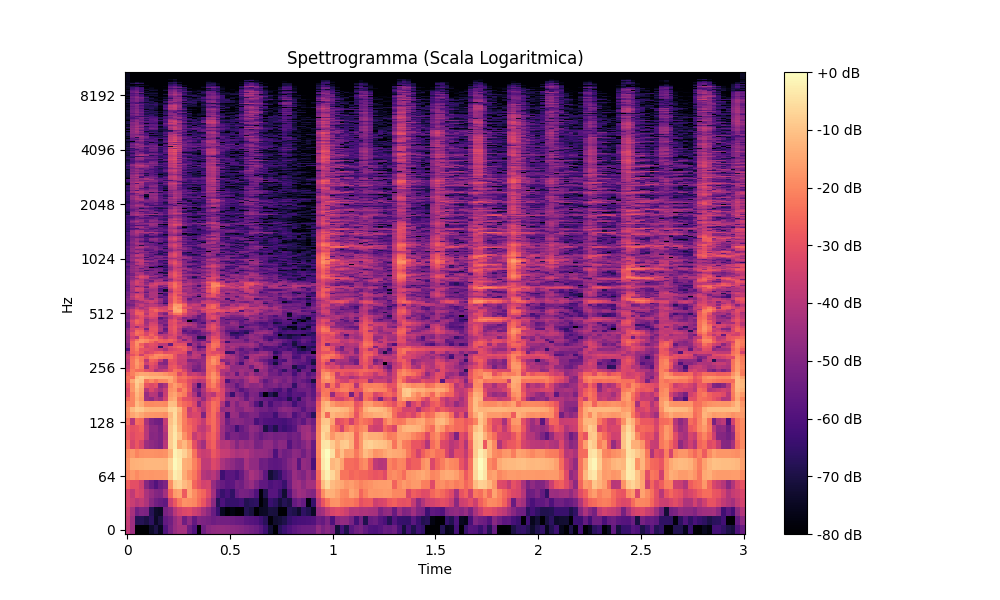 Spettrogramma (Scala Logaritmica)
Hz
8192
4096
2048
1024
512
256
128
64
0
0
0.5
1
1.5
2
2.5
3
Time
+0 dB
-10 dB
-20 dB
-30 dB
-40 dB
-50 dB
-60 dB
-70 dB
-80 dB